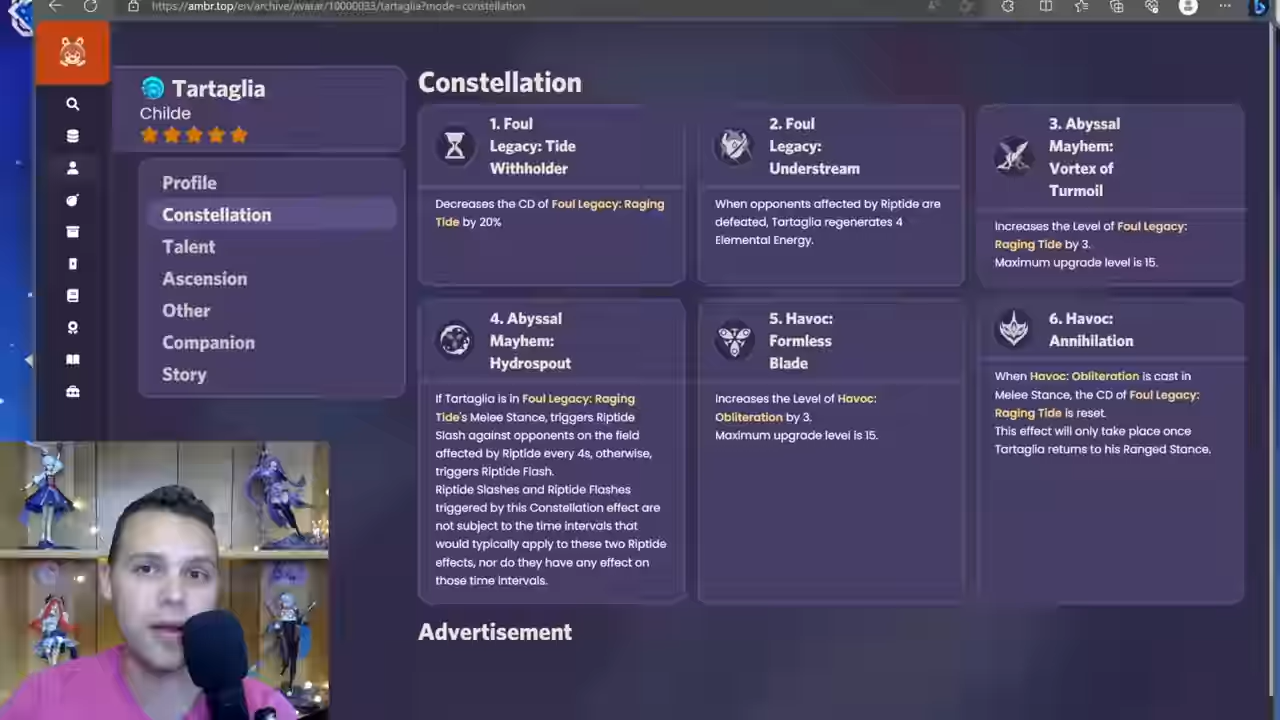 https://ambr.top/en/archive/avatar/10000033/tartaglia?mode=constellation
Tartaglia
Childe
Profile
Constellation
Talent
Ascension
Other
Companion
Story
Constellation
1. Foul
Legacy: Tide
Withholder
Decreases the CD of Foul Legacy: Raging
Tide by 20%
2. Foul
Legacy:
Understream
When opponents affected by Riptide are
defeated, Tartaglia regenerates 4
Elemental Energy.
3. Abyssal
Mayhem:
Vortex of
Turmoil
Increases the Level of Foul Legacy:
Raging Tide by 3.
Maximum upgrade level is 15.
4. Abyssal
Mayhem:
Hydrospout
If Tartaglia is in Foul Legacy: Raging
Tide's Melee Stance, triggers Riptide
Slash against opponents on the field
affected by Riptide every 4s, otherwise,
triggers Riptide Flash.
Riptide Slashes and Riptide Flashes
triggered by this Constellation effect are
not subject to the time intervals that
would typically apply to these two Riptide
effects, nor do they have any effect on
those time intervals.
5. Havoc:
Formless
Blade
Increases the Level of Havoc:
Obliteration by 3.
Maximum upgrade level is 15.
6. Havoc:
Annihilation
When Havoc: Obliteration is cast in
Melee Stance, the CD of Foul Legacy:
Raging Tide is reset.
This effect will only take place once
Tartaglia returns to his Ranged Stance.
Advertisement